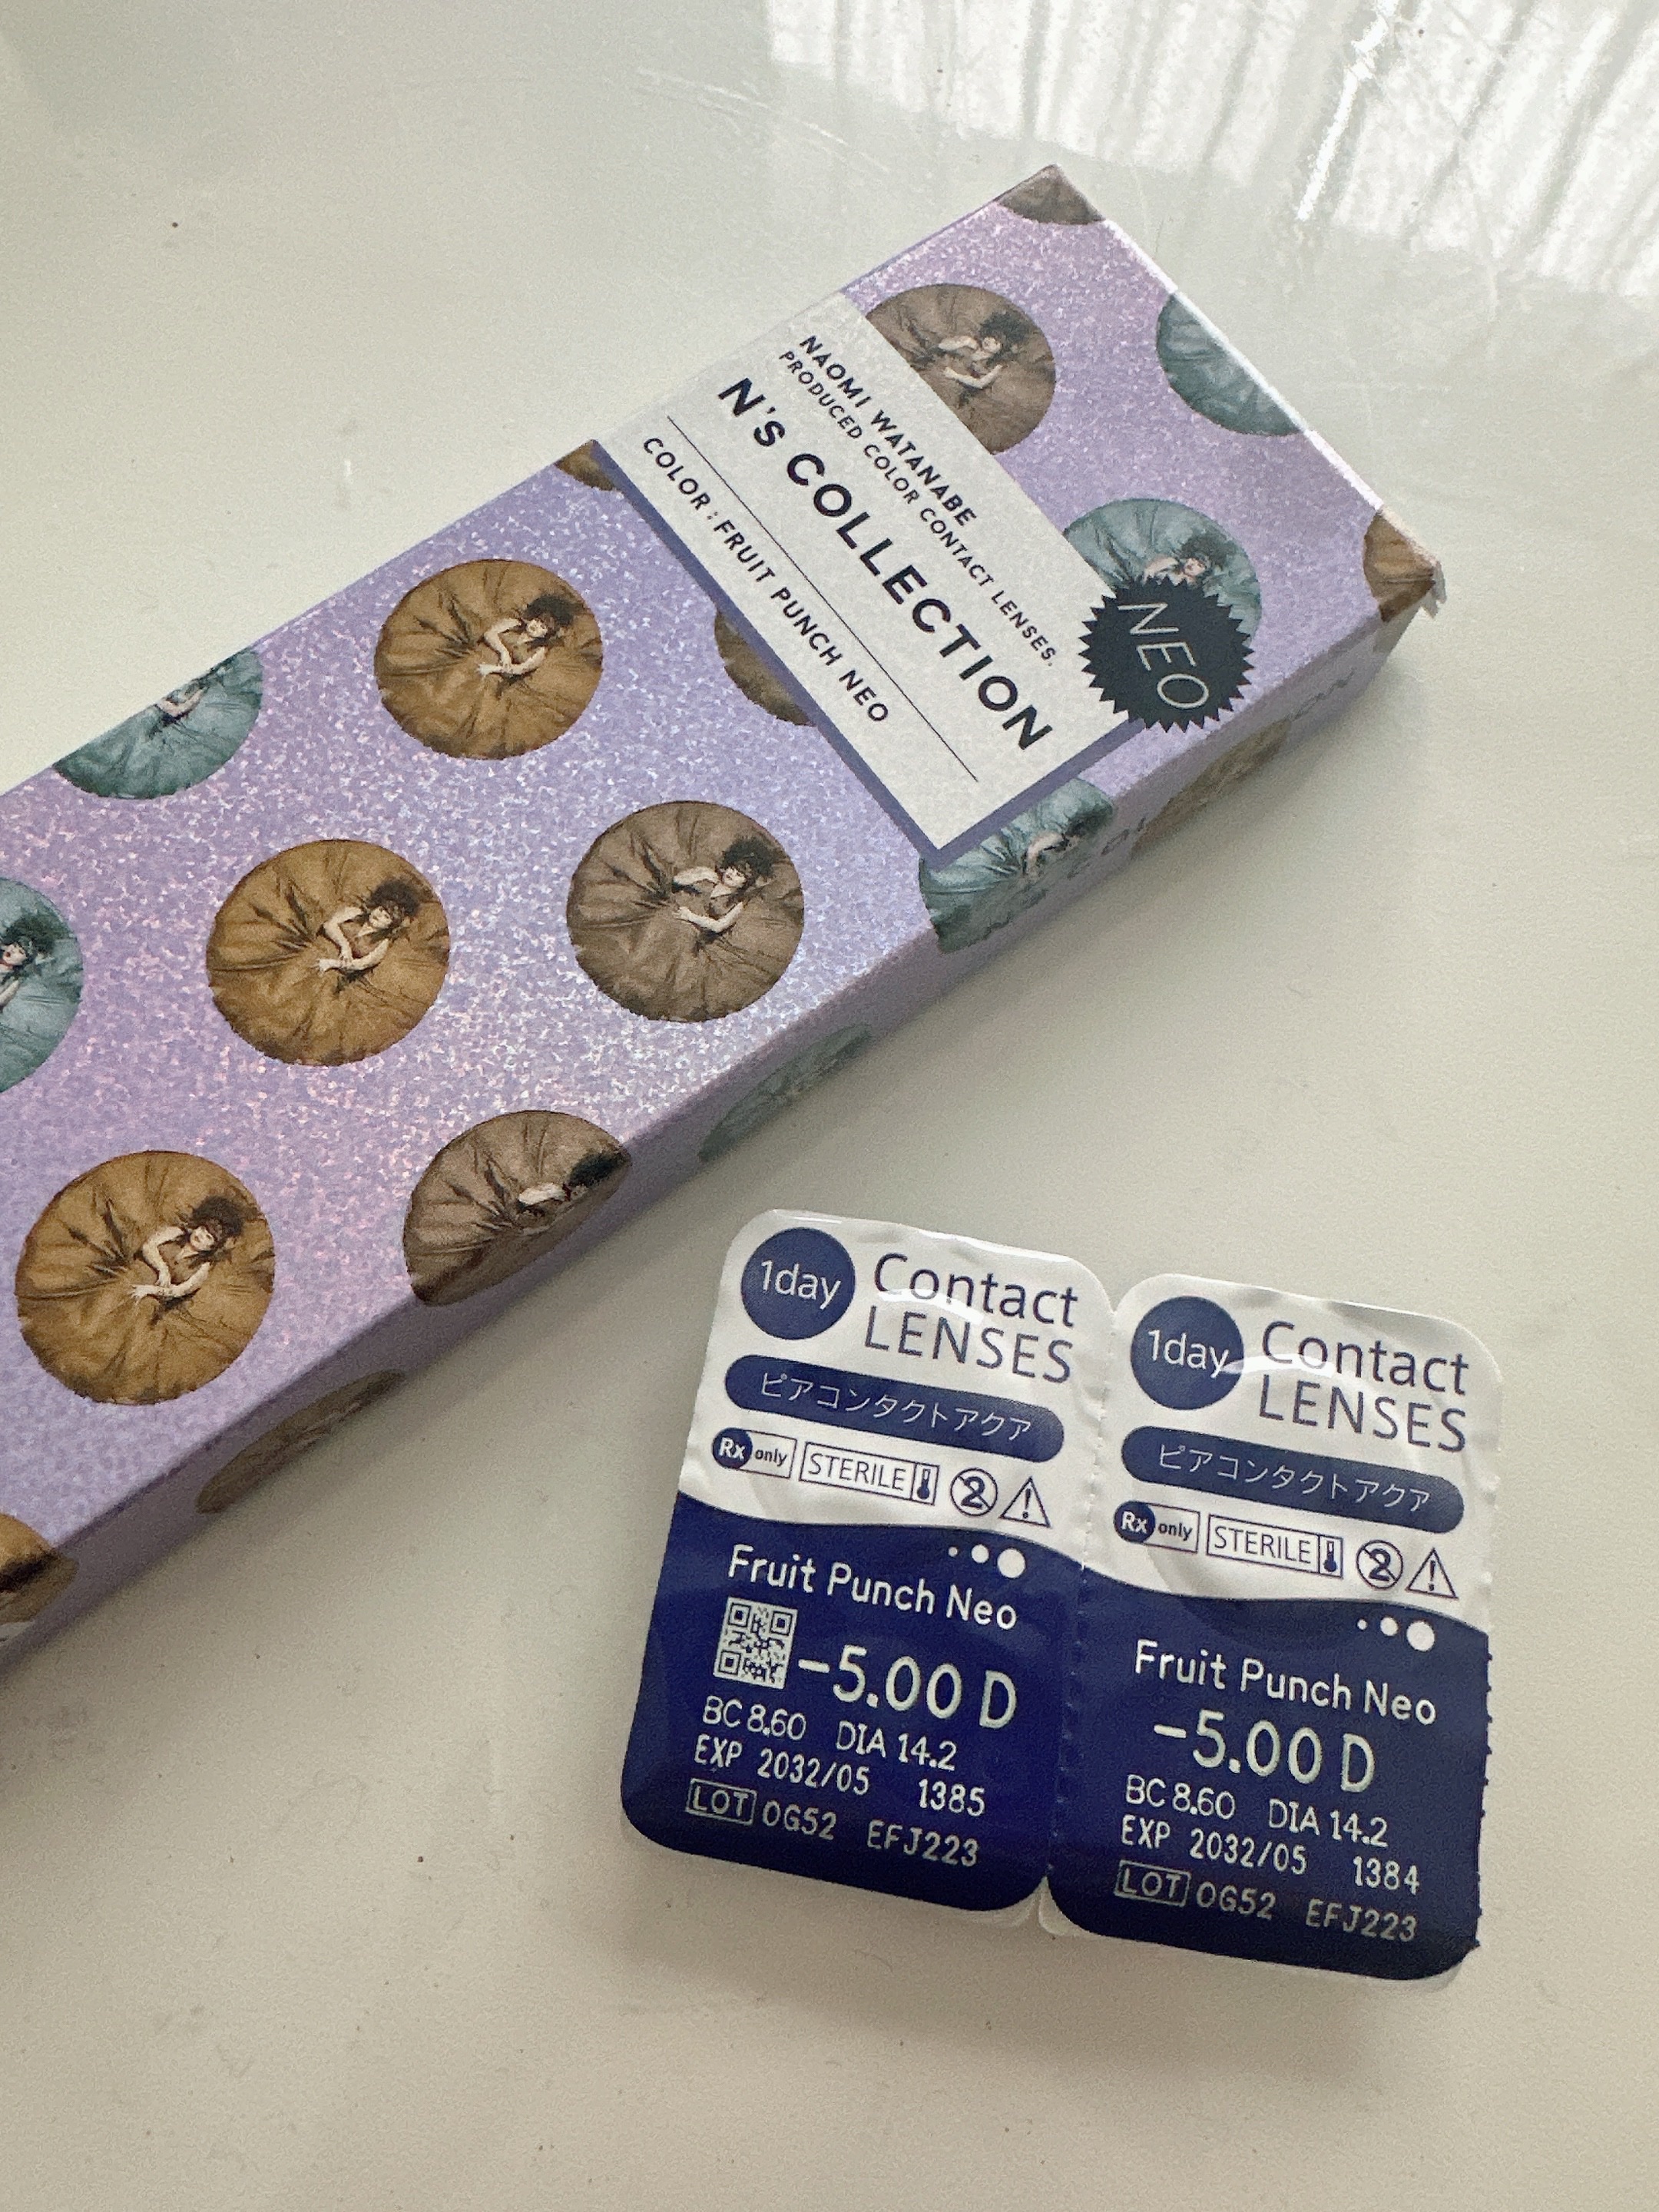 NAOMI WATANABE
PRODUCED COLOR CONTACT LENSES.
N'S COLLECTION
COLOR : FRUIT PUNCH NEO
NEO
1day Contact
LENSES
ピアコンタクトアクア
Rx only STERILE 2
Fruit Punch Neo
-5.00 D
BC 8.60 DIA 14.2
EXP 2032/05 1385
LOT 0G52 EFJ223
1day Contact
LENSES
ピアコンタクトアクア
Rx only STERILE 2
Fruit Punch Neo
-5.00 D
BC 8.60 DIA 14.2
EXP 2032/05 1384
LOT 0G52 EFJ223